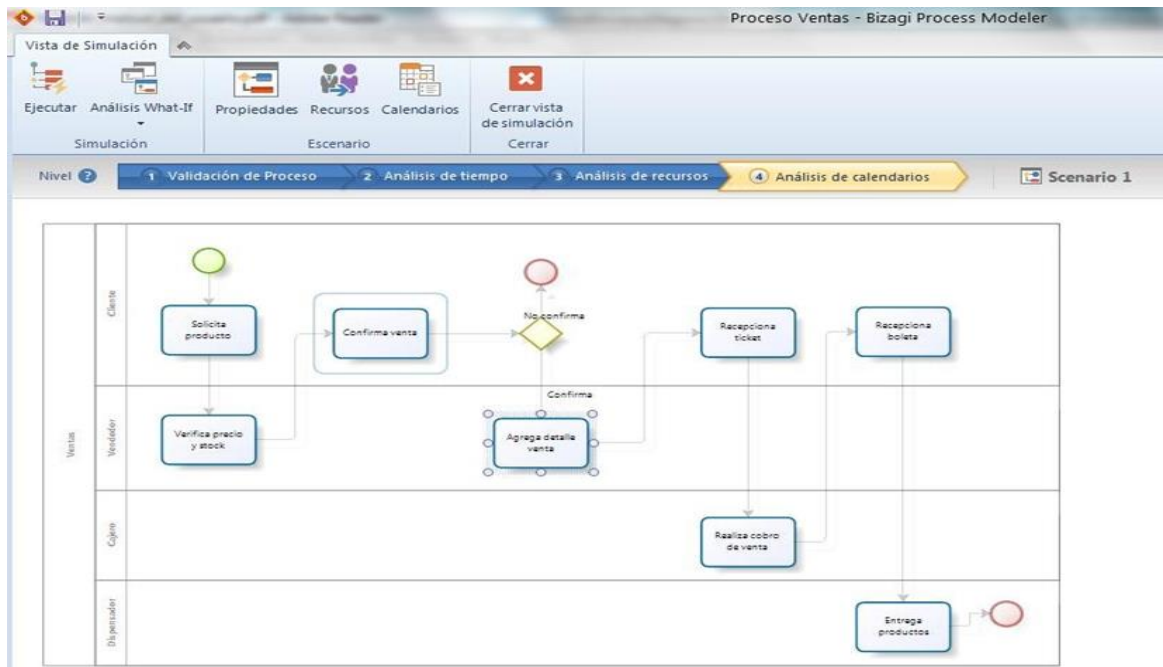 Proceso Ventas - Bizagi Process Modeler
Vista de Simulación
Ejecutar
Análisis What-If
Propiedades
Recursos
Calendarios
Cerrar vista
de simulación
Simulación
Escenario
Cerrar
Nivel ?
1 Validación de Proceso
2 Análisis de tiempo
3 Análisis de recursos
4 Análisis de calendarios
Scenario 1
Ventas
Cliente
Solicita
producto
Confirma venta
No confirma
Recepciona
ticket
Recepciona
boleta
Confirma
Vendedor
Verifica precio
y stock
Agrega detalle
venta
Cajero
Realiza cobro
de venta
Dispensador
Entrega
productos